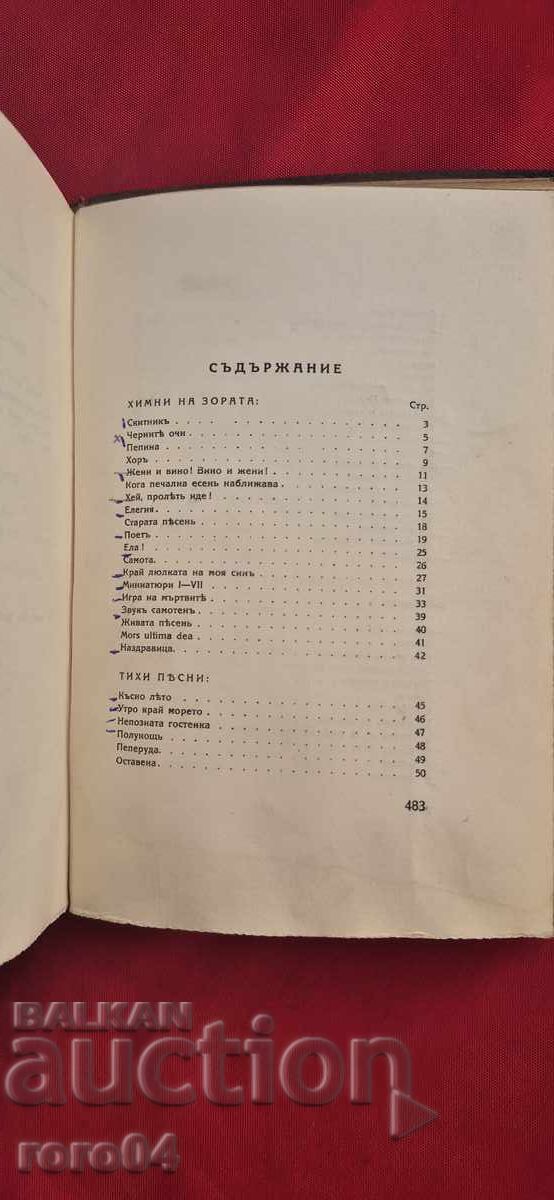 СЪДЪРЖАНИЕ
ХИМНИ НА ЗОРАТА: Стр.
Скитникъ . . . . . . . . . . 3
Чернитѣ очи . . . . . . . . . . 5
Пепина . . . . . . . . . . 7
Хоръ . . . . . . . . . . 9
Жени и вино! Вино и жени! . . . . . . . . . . 11
Кога печална есень наближава . . . . . . . . . . 13
Хей, пролѣть иде! . . . . . . . . . . 14
Елегия . . . . . . . . . . 15
Старата пѣсень . . . . . . . . . . 18
Поетъ . . . . . . . . . . 19
Ела! . . . . . . . . . . 25
Самота. . . . . . . . . . . 26
Край люлката на моя синъ . . . . . . . . . . 27
Миниатюри I—VII . . . . . . . . . . 31
Игра на мъртвитѣ . . . . . . . . . . 33
Звукъ самотенъ . . . . . . . . . . 39
Живата пѣсень . . . . . . . . . . 40
Mors ultima dea . . . . . . . . . . 41
Наздравица. . . . . . . . . . . 42
ТИХИ ПѢСНИ:
Късно лѣто . . . . . . . . . . 45
Утро край морето . . . . . . . . . . 46
Непозната гостенка . . . . . . . . . . 47
Полунощь . . . . . . . . . . 48
Пеперуда. . . . . . . . . . . 49
Оставена. . . . . . . . . . . 50
483
BALKAN
auction
roro04